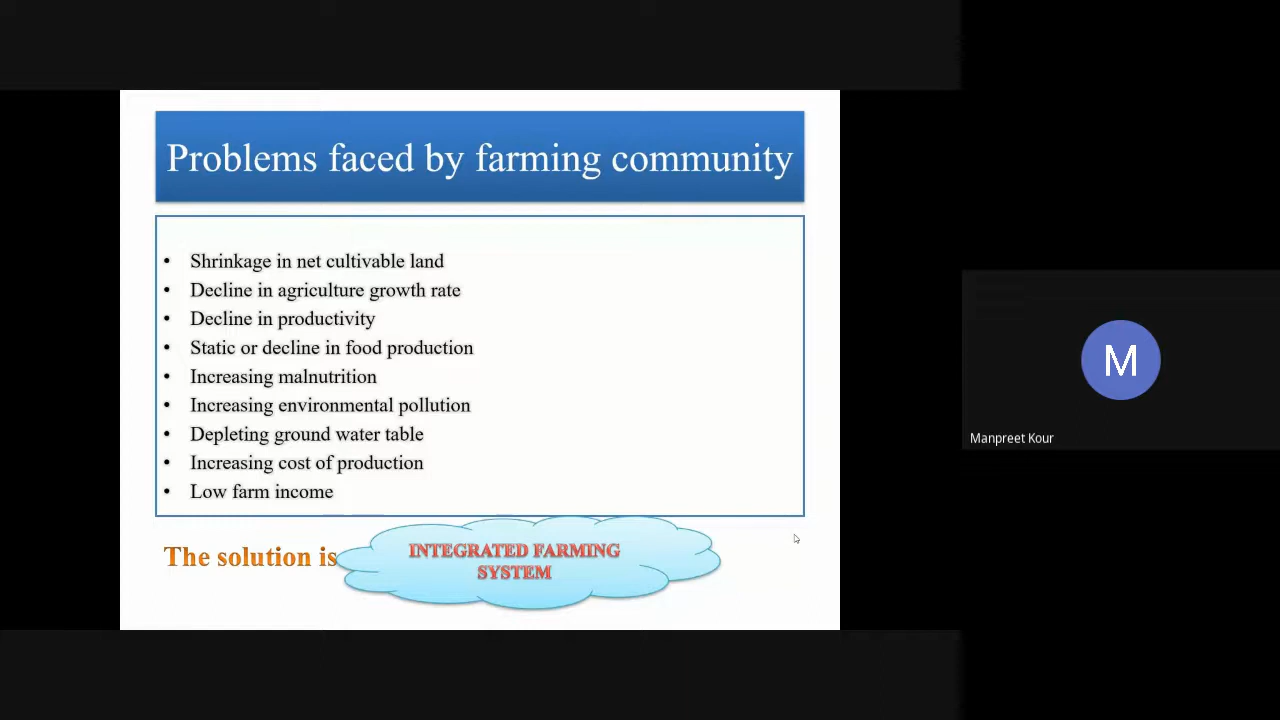 Problems faced by farming community
• Shrinkage in net cultivable land
• Decline in agriculture growth rate
• Decline in productivity
• Static or decline in food production
• Increasing malnutrition
• Increasing environmental pollution
• Depleting ground water table
• Increasing cost of production
• Low farm income
The solution is
INTEGRATED FARMING
SYSTEM
M
Manpreet Kour